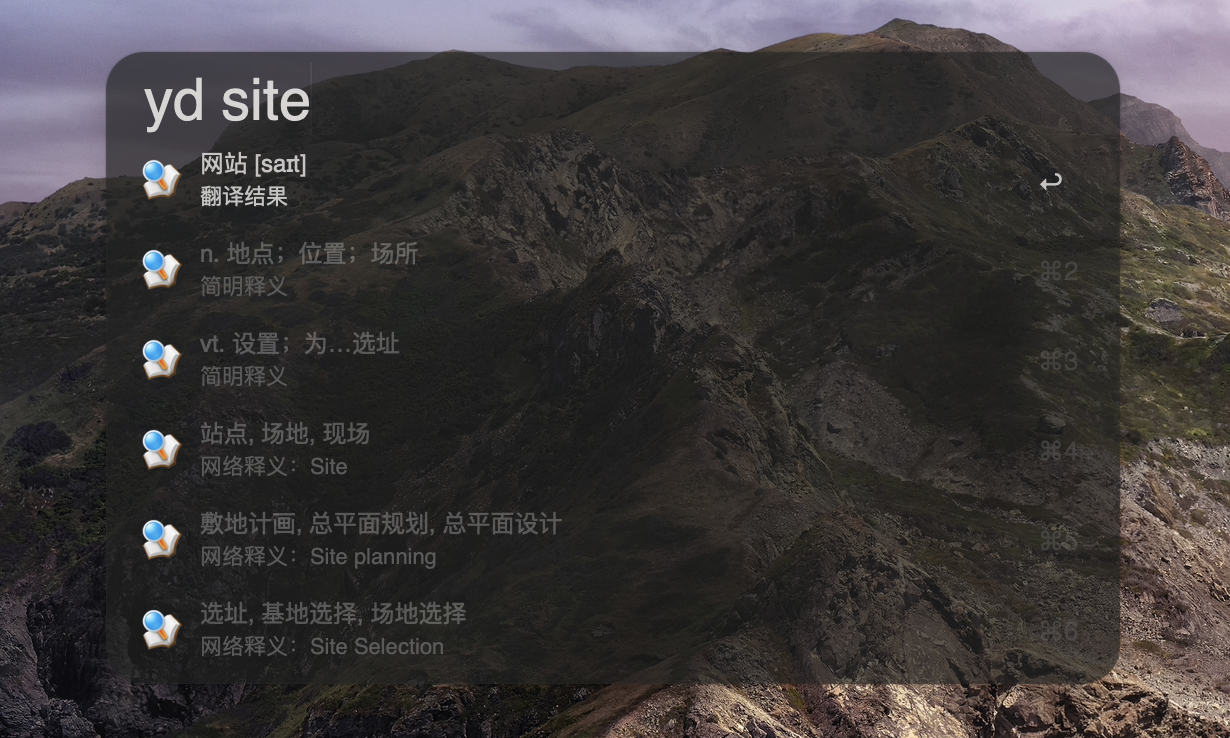 yd site
网站 [saɪt]
翻译结果
n. 地点；位置；场所
简明释义
⌘2
vt. 设置；为…选址
简明释义
⌘3
站点, 场地, 现场
网络释义：Site
⌘4
敷地计画, 总平面规划, 总平面设计
网络释义：Site planning
⌘5
选址, 基地选择, 场地选择
网络释义：Site Selection
⌘6